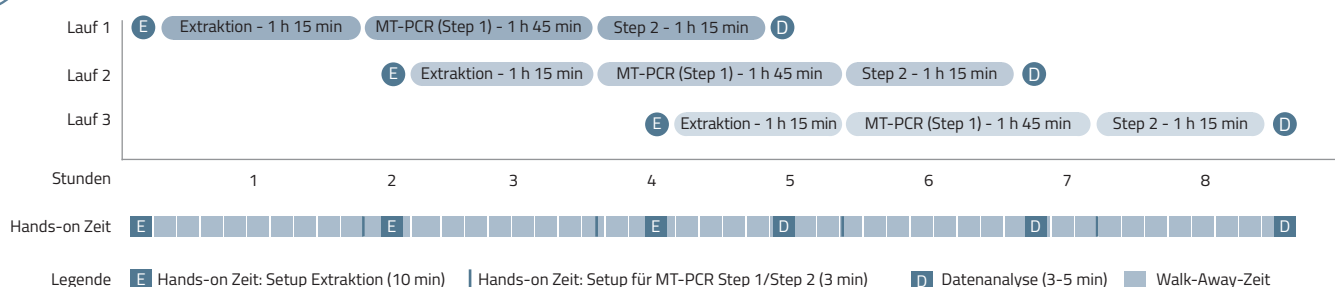 Lauf 1 E Extraktion - 1 h 15 min MT-PCR (Step 1) - 1 h 45 min Step 2 - 1 h 15 min D
Lauf 2 E Extraktion - 1 h 15 min MT-PCR (Step 1) - 1 h 45 min Step 2 - 1 h 15 min D
Lauf 3 E Extraktion - 1 h 15 min MT-PCR (Step 1) - 1 h 45 min Step 2 - 1 h 15 min D
Stunden 1 2 3 4 5 6 7 8
Hands-on Zeit E E E D D D
Legende E Hands-on Zeit: Setup Extraktion (10 min) Hands-on Zeit: Setup für MT-PCR Step 1/Step 2 (3 min) D Datenanalyse (3-5 min) Walk-Away-Zeit